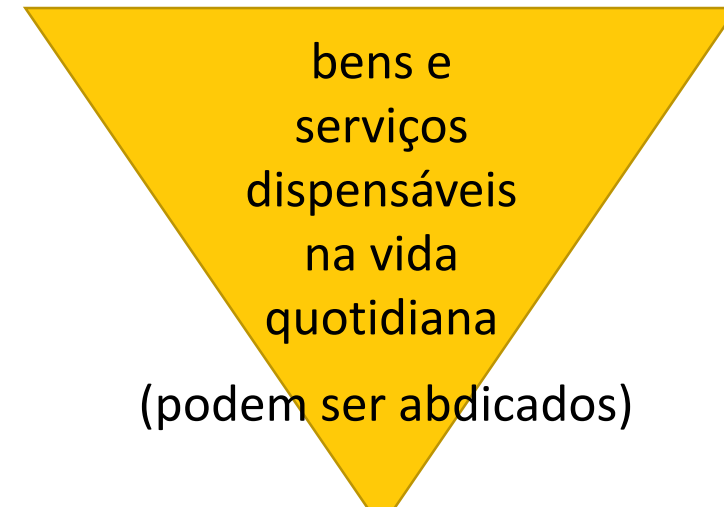 bens e
serviços
dispensáveis
na vida
quotidiana
(podem ser abdicados)